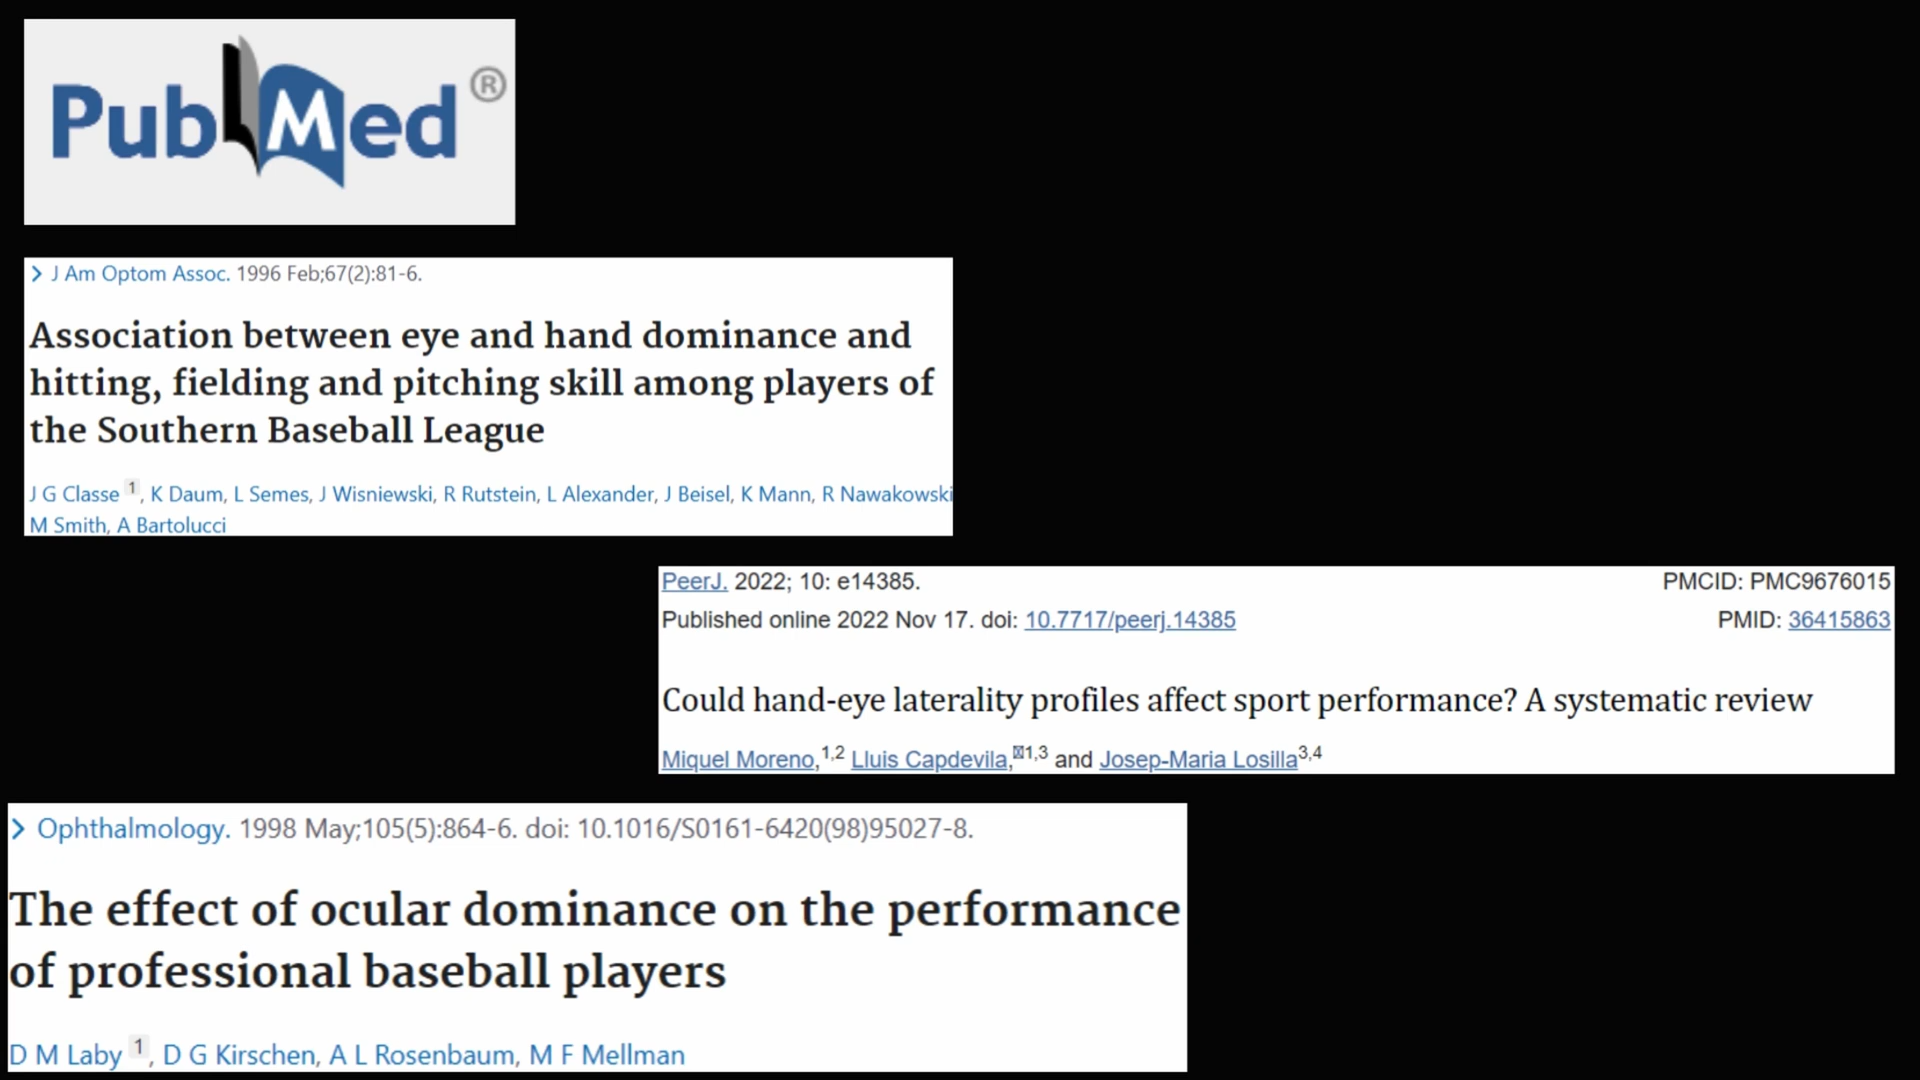 PubMed®
> J Am Optom Assoc. 1996 Feb;67(2):81-6.
Association between eye and hand dominance and
hitting, fielding and pitching skill among players of
the Southern Baseball League
J G Classe 1, K Daum, L Semes, J Wisniewski, R Rutstein, L Alexander, J Beisel, K Mann, R Nawakowski
M Smith, A Bartolucci
PeerJ. 2022; 10: e14385. PMCID: PMC9676015
Published online 2022 Nov 17. doi: 10.7717/peerj.14385 PMID: 36415863
Could hand-eye laterality profiles affect sport performance? A systematic review
Miquel Moreno,1,2 Lluis Capdevila,1,3 and Josep-Maria Losilla3,4
> Ophthalmology. 1998 May;105(5):864-6. doi: 10.1016/S0161-6420(98)95027-8.
The effect of ocular dominance on the performance
of professional baseball players
D M Laby 1, D G Kirschen, A L Rosenbaum, M F Mellman